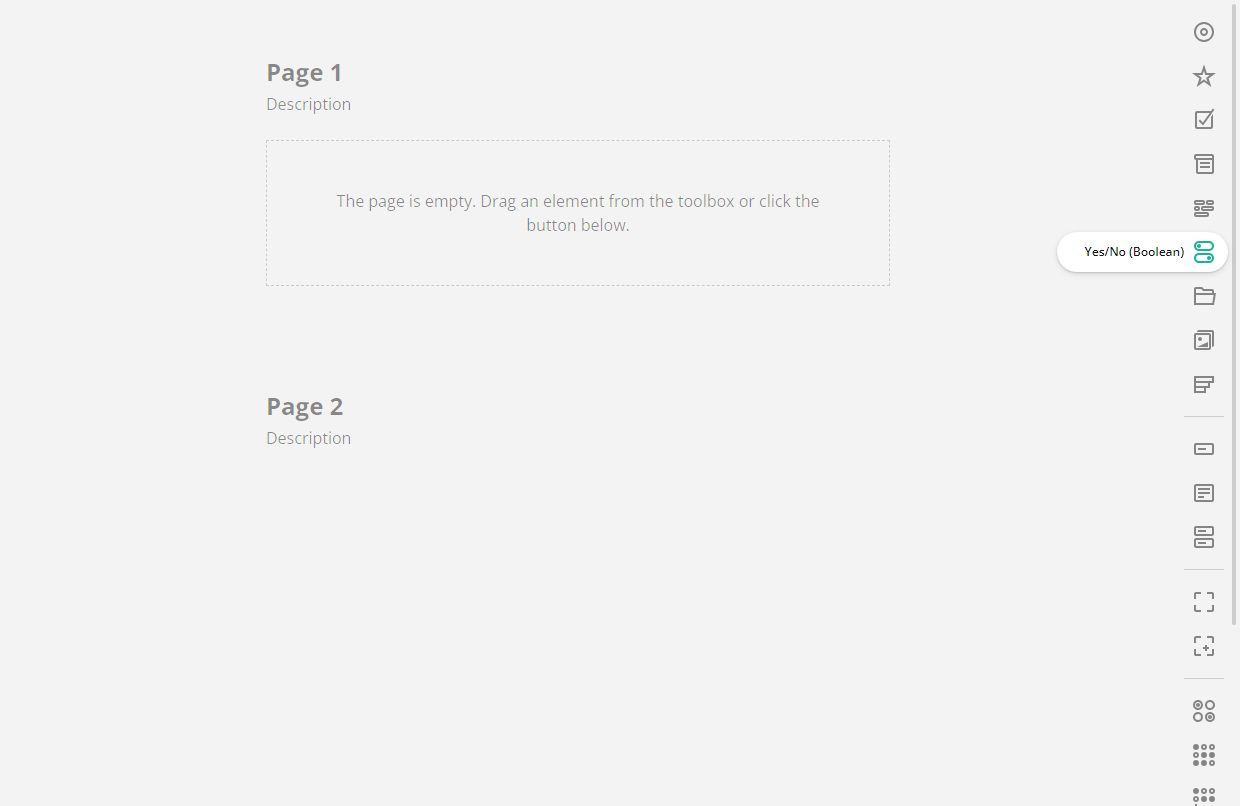 Page 1
Description
The page is empty. Drag an element from the toolbox or click the
button below.
Yes/No (Boolean)
Page 2
Description